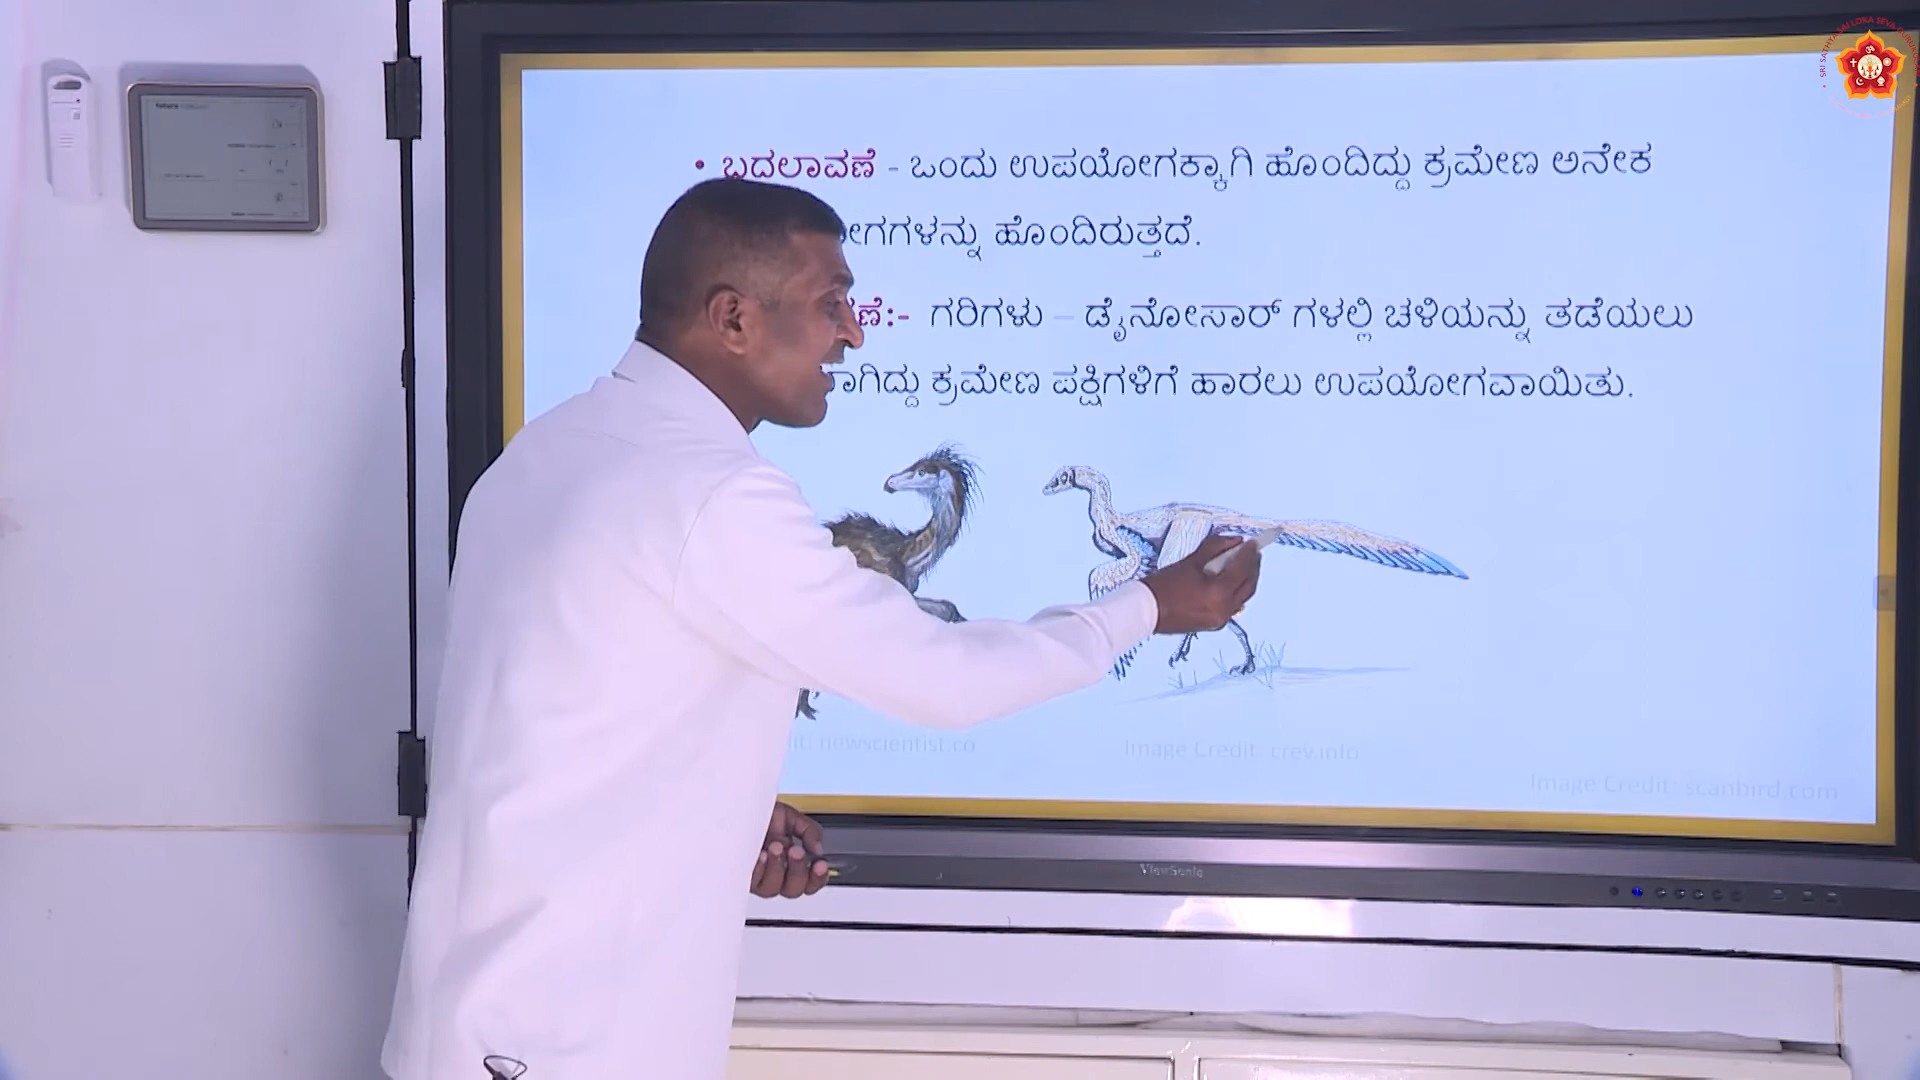 • ಬದಲಾವಣೆ - ಒಂದು ಉಪಯೋಗಕ್ಕಾಗಿ ಹೊಂದಿದ್ದು ಕ್ರಮೇಣ ಅನೇಕ
ಹೊಂದಿರುತ್ತದೆ.
ಗರಿಗಳು – ಡೈನೋಸಾರ್ ಗಳಲ್ಲಿ ಚಳಿಯನ್ನು ತಡೆಯಲು
ಕ್ರಮೇಣ ಪಕ್ಷಿಗಳಿಗೆ ಹಾರಲು ಉಪಯೋಗವಾಯಿತು.
newscientist.co
Image Credit: crev.info
Image Credit: scanbird.com
ViewSonic